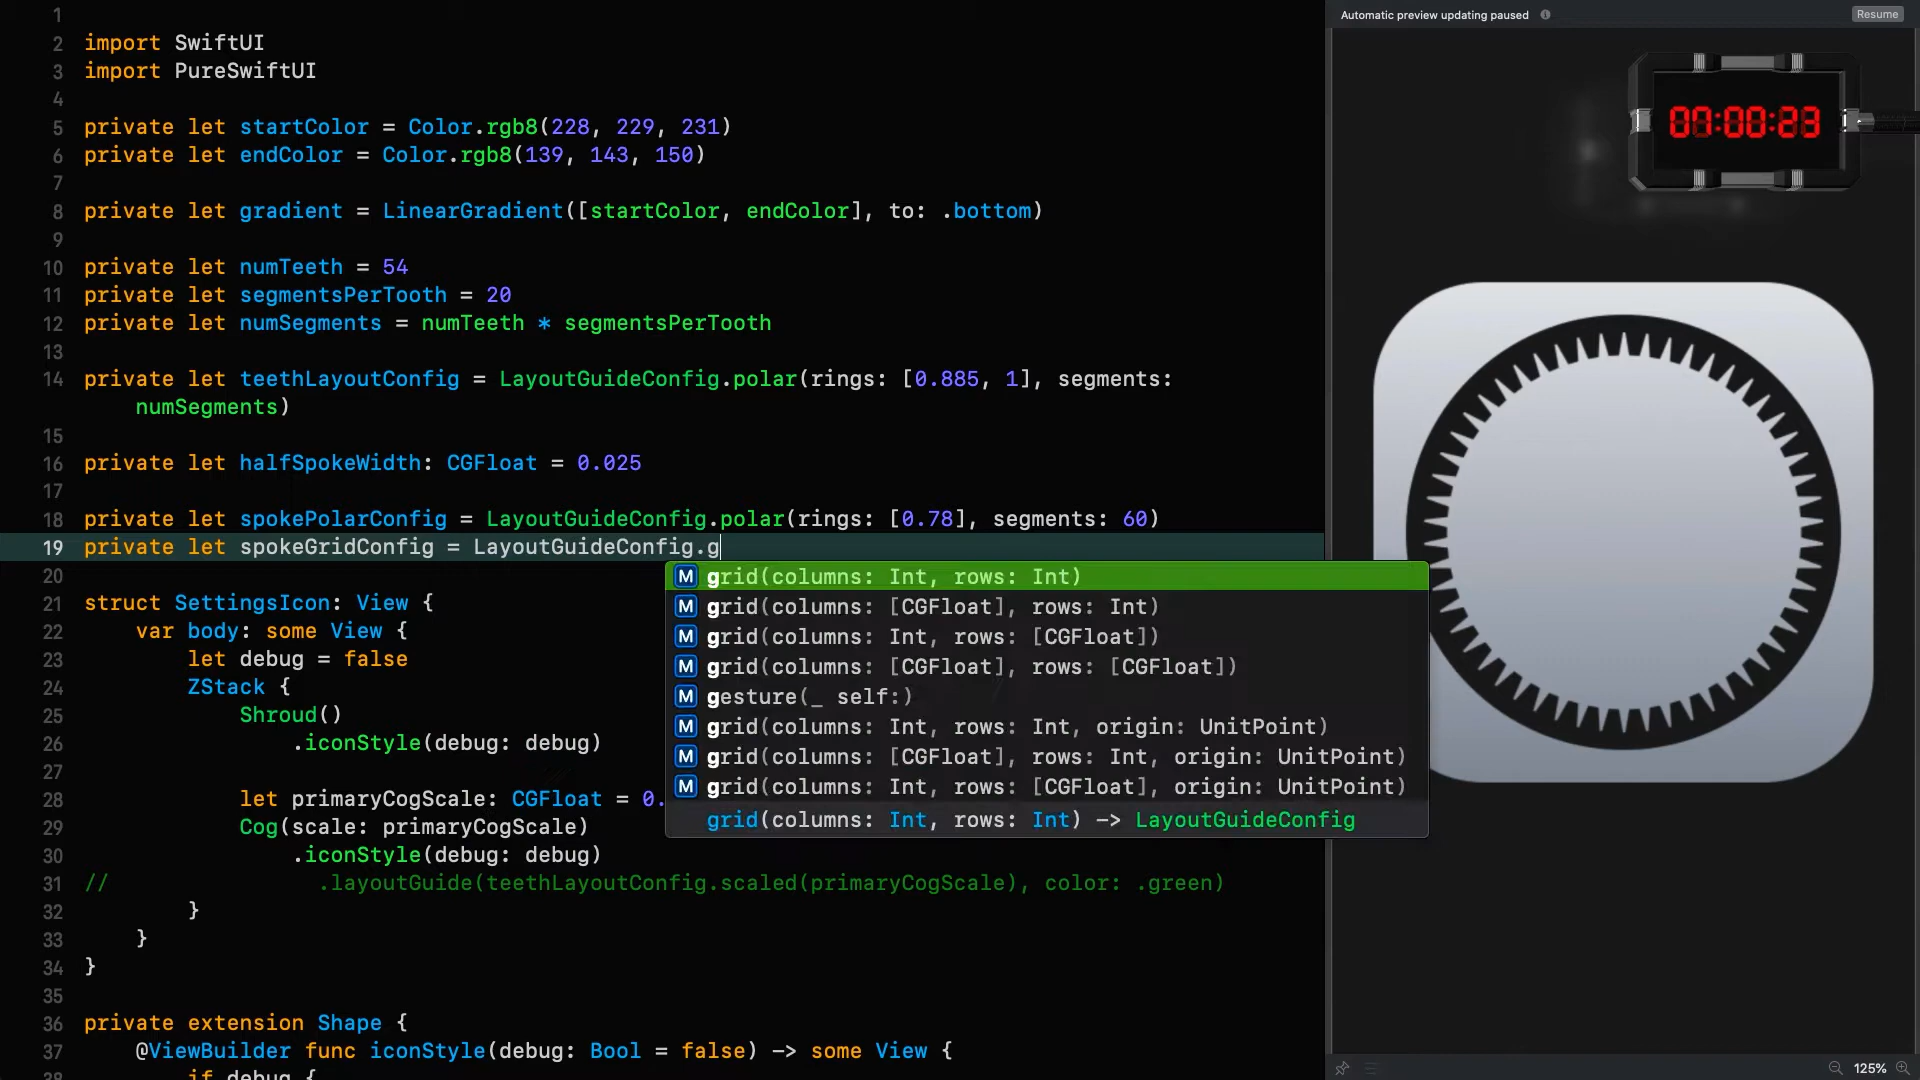 1
2 import SwiftUI
3 import PureSwiftUI
4
5 private let startColor = Color.rgb8(228, 229, 231)
6 private let endColor = Color.rgb8(139, 143, 150)
7
8 private let gradient = LinearGradient([startColor, endColor], to: .bottom)
9
10 private let numTeeth = 54
11 private let segmentsPerTooth = 20
12 private let numSegments = numTeeth * segmentsPerTooth
13
14 private let teethLayoutConfig = LayoutGuideConfig.polar(rings: [0.885, 1], segments:
numSegments)
15
16 private let halfSpokeWidth: CGFloat = 0.025
17
18 private let spokePolarConfig = LayoutGuideConfig.polar(rings: [0.78], segments: 60)
19 private let spokeGridConfig = LayoutGuideConfig.g
M grid(columns: Int, rows: Int)
M grid(columns: [CGFloat], rows: Int)
M grid(columns: Int, rows: [CGFloat])
M grid(columns: [CGFloat], rows: [CGFloat])
M gesture(_ self:)
M grid(columns: Int, rows: Int, origin: UnitPoint)
M grid(columns: [CGFloat], rows: Int, origin: UnitPoint)
M grid(columns: Int, rows: [CGFloat], origin: UnitPoint)
grid(columns: Int, rows: Int) -> LayoutGuideConfig
20
21 struct SettingsIcon: View {
22 var body: some View {
23 let debug = false
24 ZStack {
25 Shroud()
26 .iconStyle(debug: debug)
27
28 let primaryCogScale: CGFloat = 0.
29 Cog(scale: primaryCogScale)
30 .iconStyle(debug: debug)
31 // .layoutGuide(teethLayoutConfig.scaled(primaryCogScale), color: .green)
32 }
33 }
34 }
35
36 private extension Shape {
37 @ViewBuilder func iconStyle(debug: Bool = false) -> some View {
38 if debug {
Automatic preview updating paused
Resume
07:00:23
125%